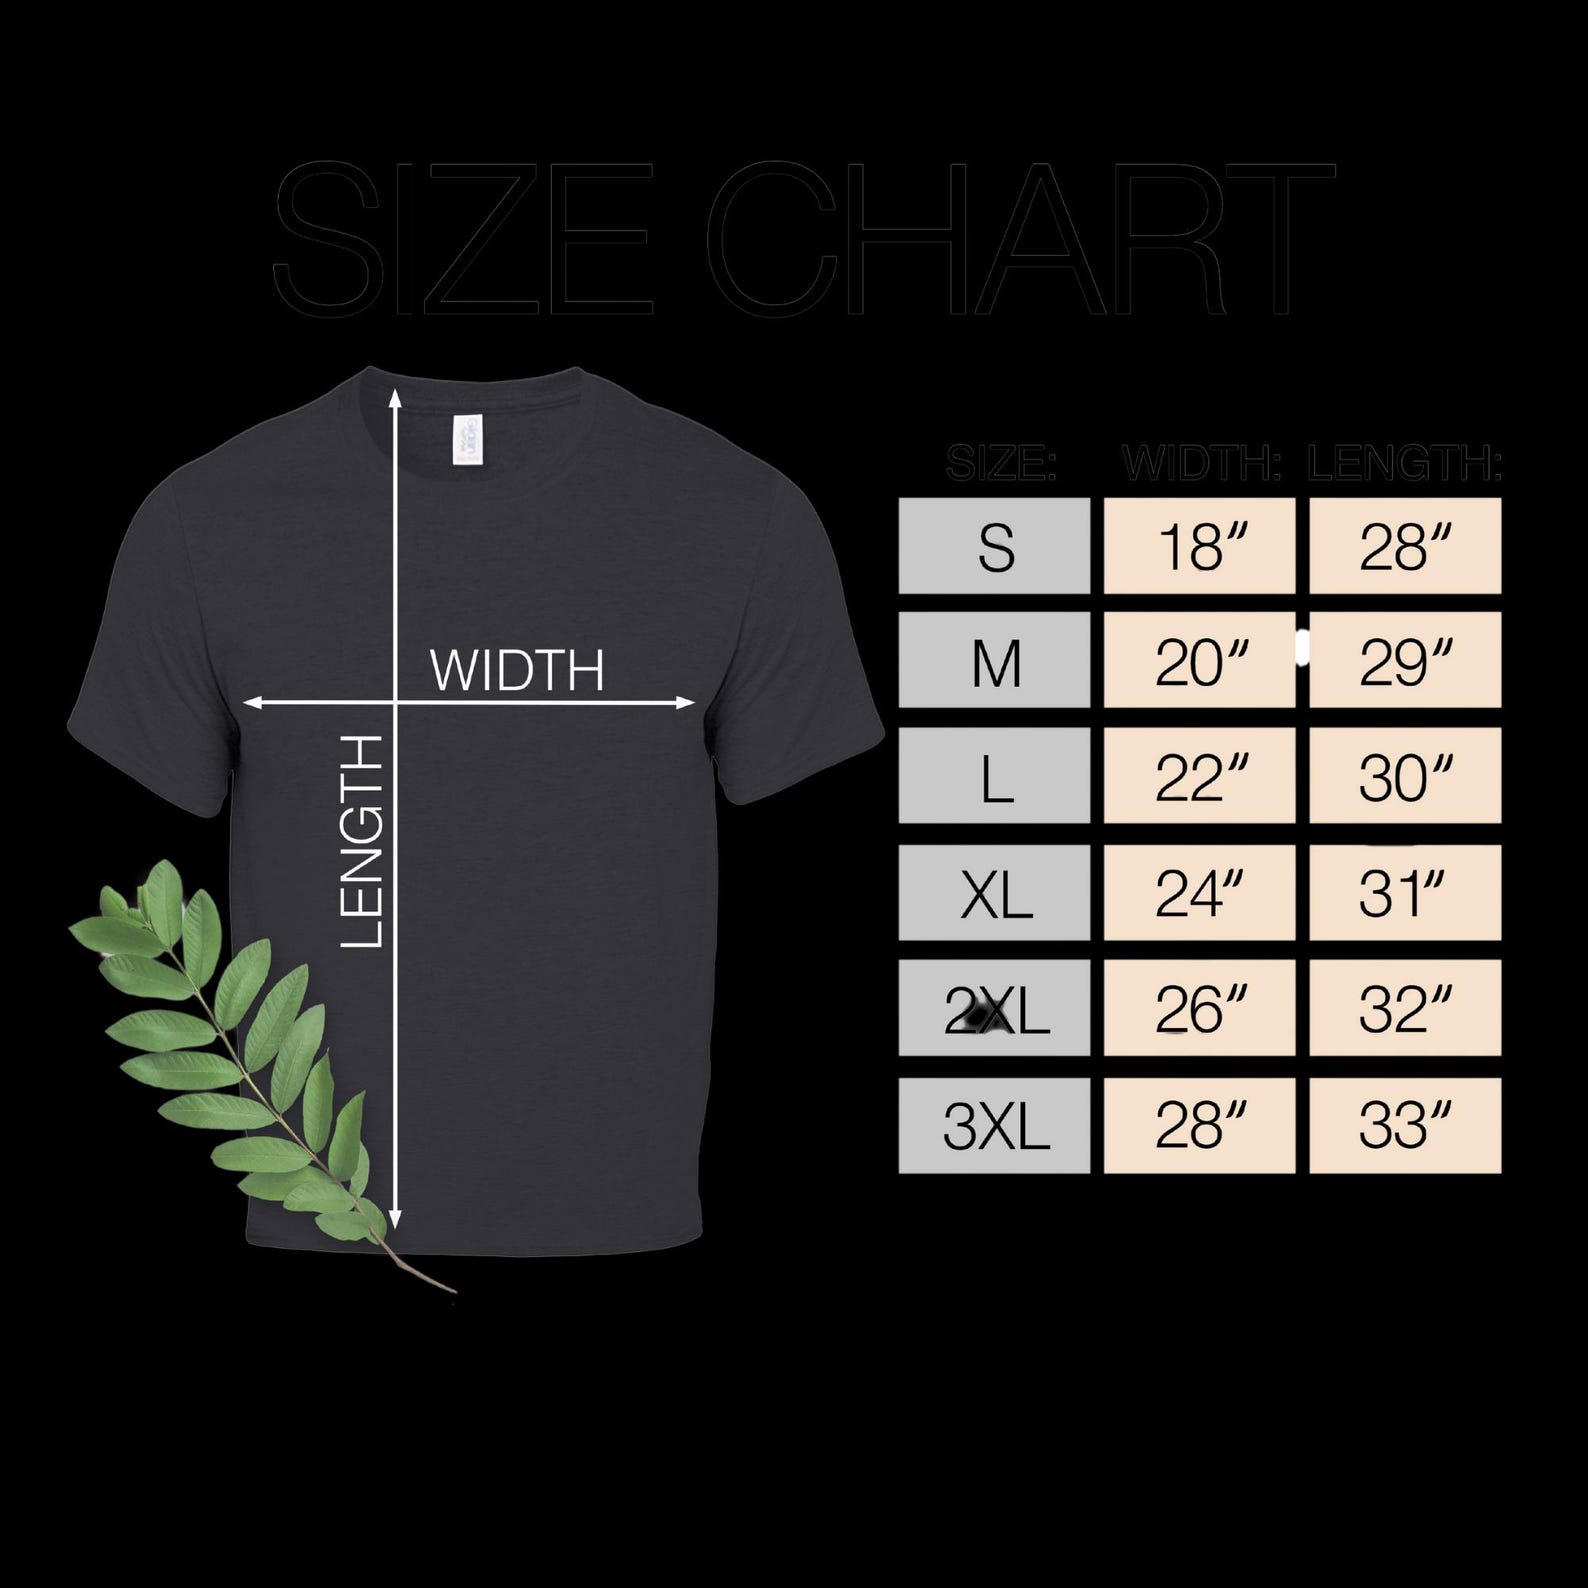 SIZE CHART
SIZE: WIDTH: LENGTH:
S 18” 28”
M 20” 29”
L 22” 30”
XL 24” 31”
2XL 26” 32”
3XL 28” 33”
WIDTH
LENGTH